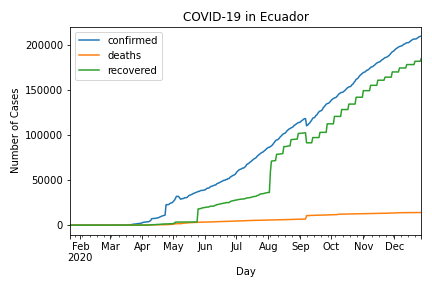 COVID-19 in Ecuador
confirmed
deaths
recovered
Number of Cases
200000
150000
100000
50000
0
Feb Mar Apr May Jun Jul Aug Sep Oct Nov Dec
2020
Day